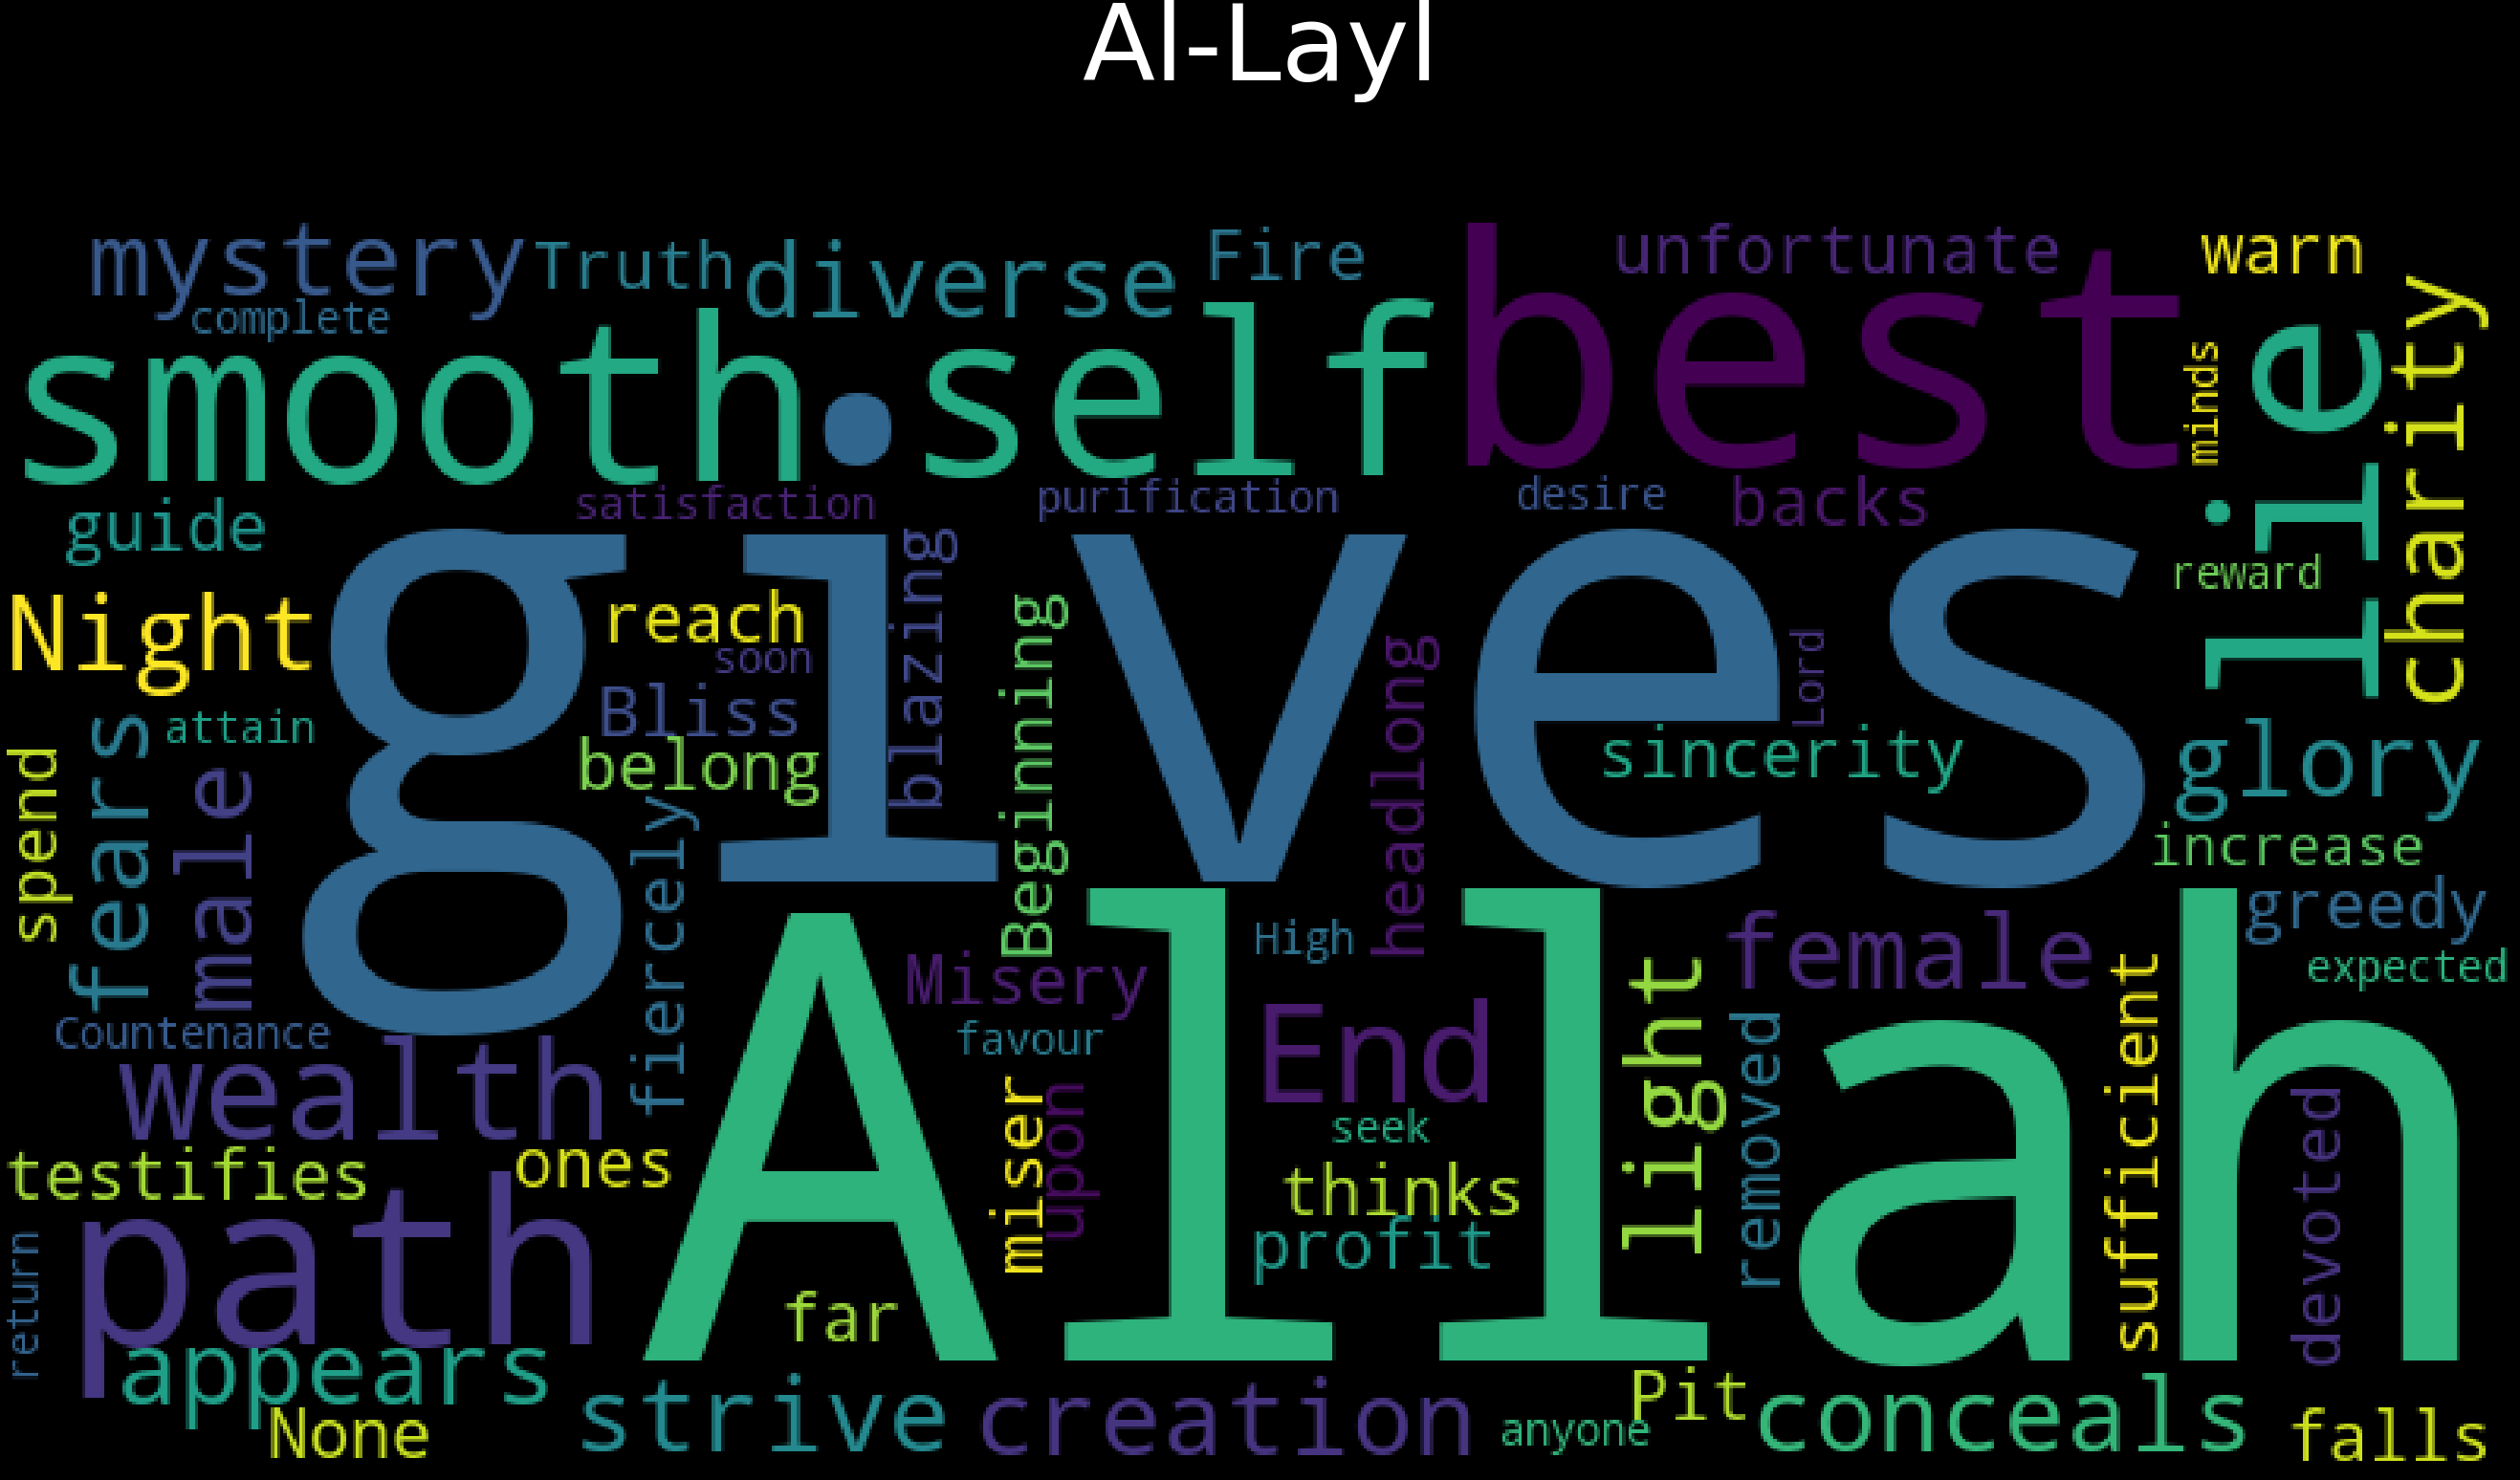 Al-Layl
mystery
Truth
diverse
Fire
unfortunate
warn
complete
smooth
self
best
minds
lie
charity
guide
satisfaction
purification
desire
backs
reward
Night
gives
reach
soon
blazing
Beginning
headlong
Lord
Bliss
belong
sincerity
glory
attain
spend
fears
male
fiercely
increase
greedy
expected
Allah
High
female
Misery
favour
End
light
removed
sufficient
devoted
Countenance
wealth
miser
upon
seek
thinks
profit
testifies
ones
path
return
far
appears
None
strive
creation
anyone
Pit
conceals
falls